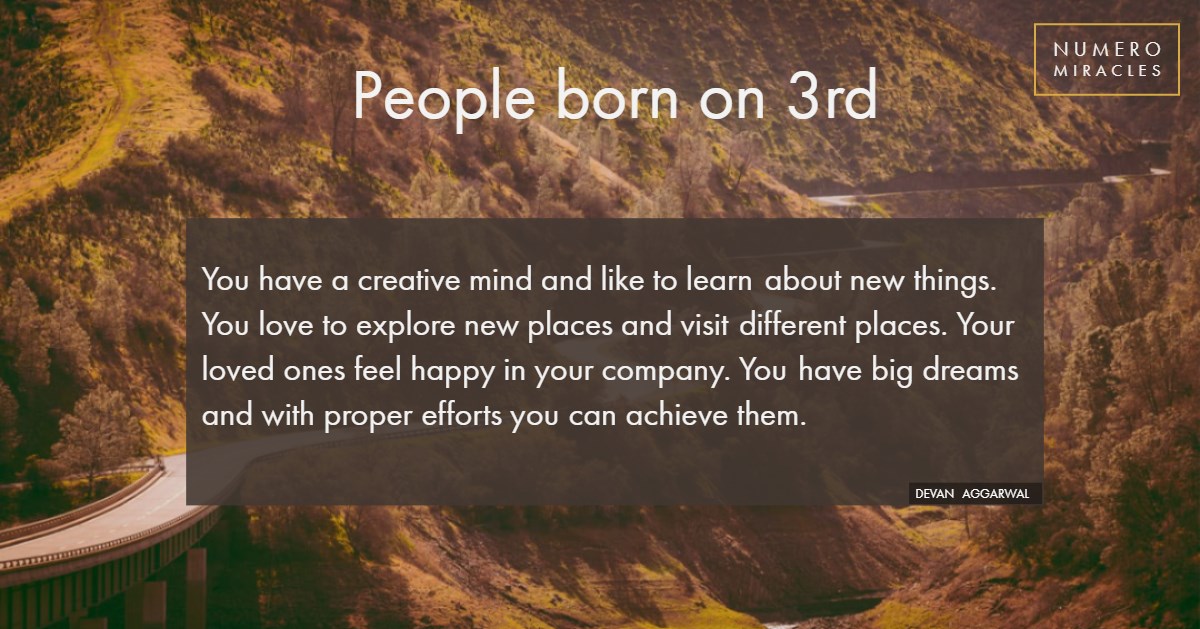 NUMERO
MIRACLES
People born on 3rd
You have a creative mind and like to learn about new things.
You love to explore new places and visit different places. Your
loved ones feel happy in your company. You have big dreams
and with proper efforts you can achieve them.
DEVAN AGGARWAL